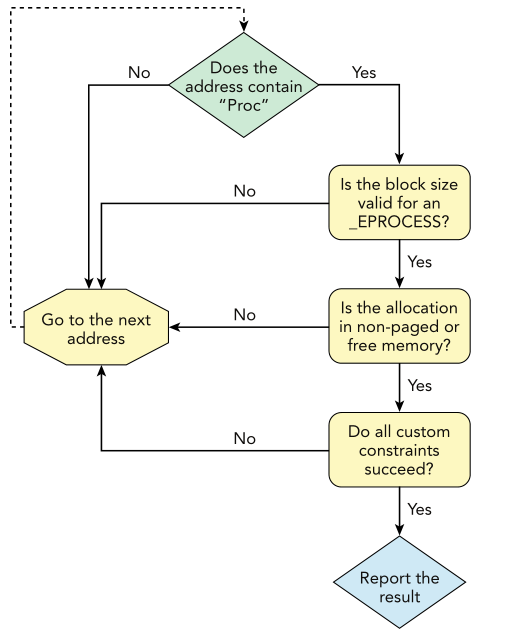 Does the
address contain
“Proc”
No
Yes
Is the block size
valid for an
_EPROCESS?
No
Yes
Go to the next
address
Is the allocation
in non-paged or
free memory?
No
Yes
Do all custom
constraints
succeed?
No
Yes
Report the
result